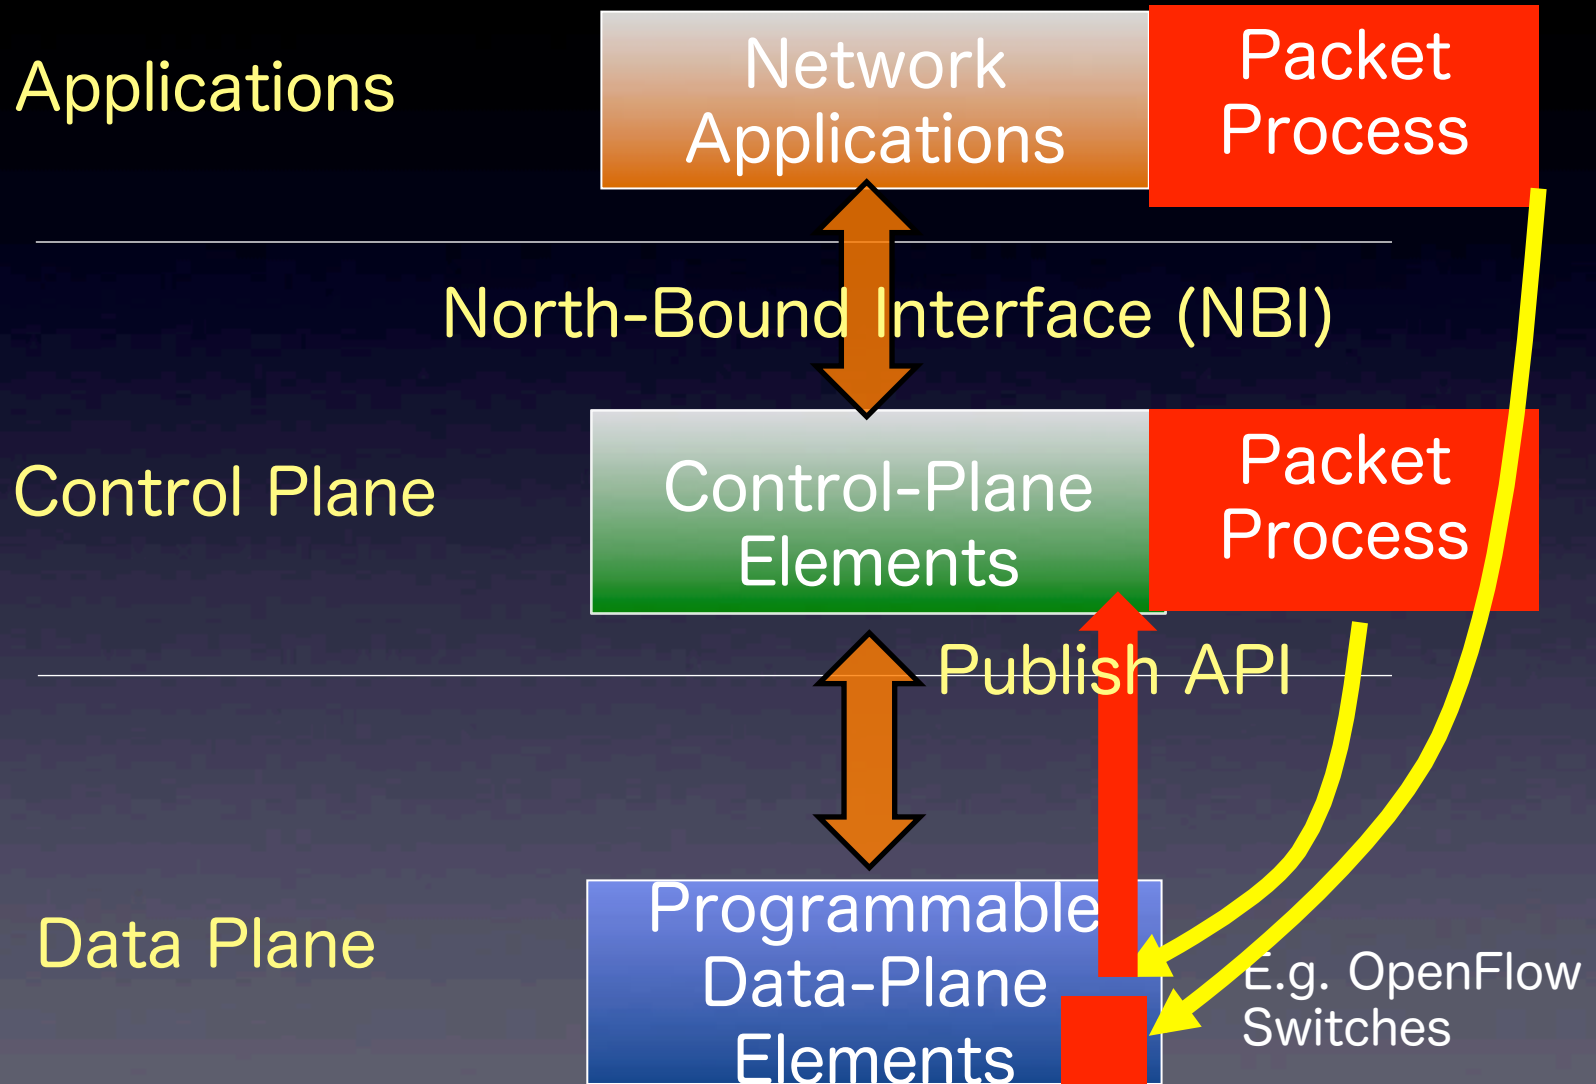 Applications
Network
Applications
Packet
Process
North-Bound Interface (NBI)
Control Plane
Control-Plane
Elements
Packet
Process
Publish API
Data Plane
Programmable
Data-Plane
Elements
E.g. OpenFlow
Switches